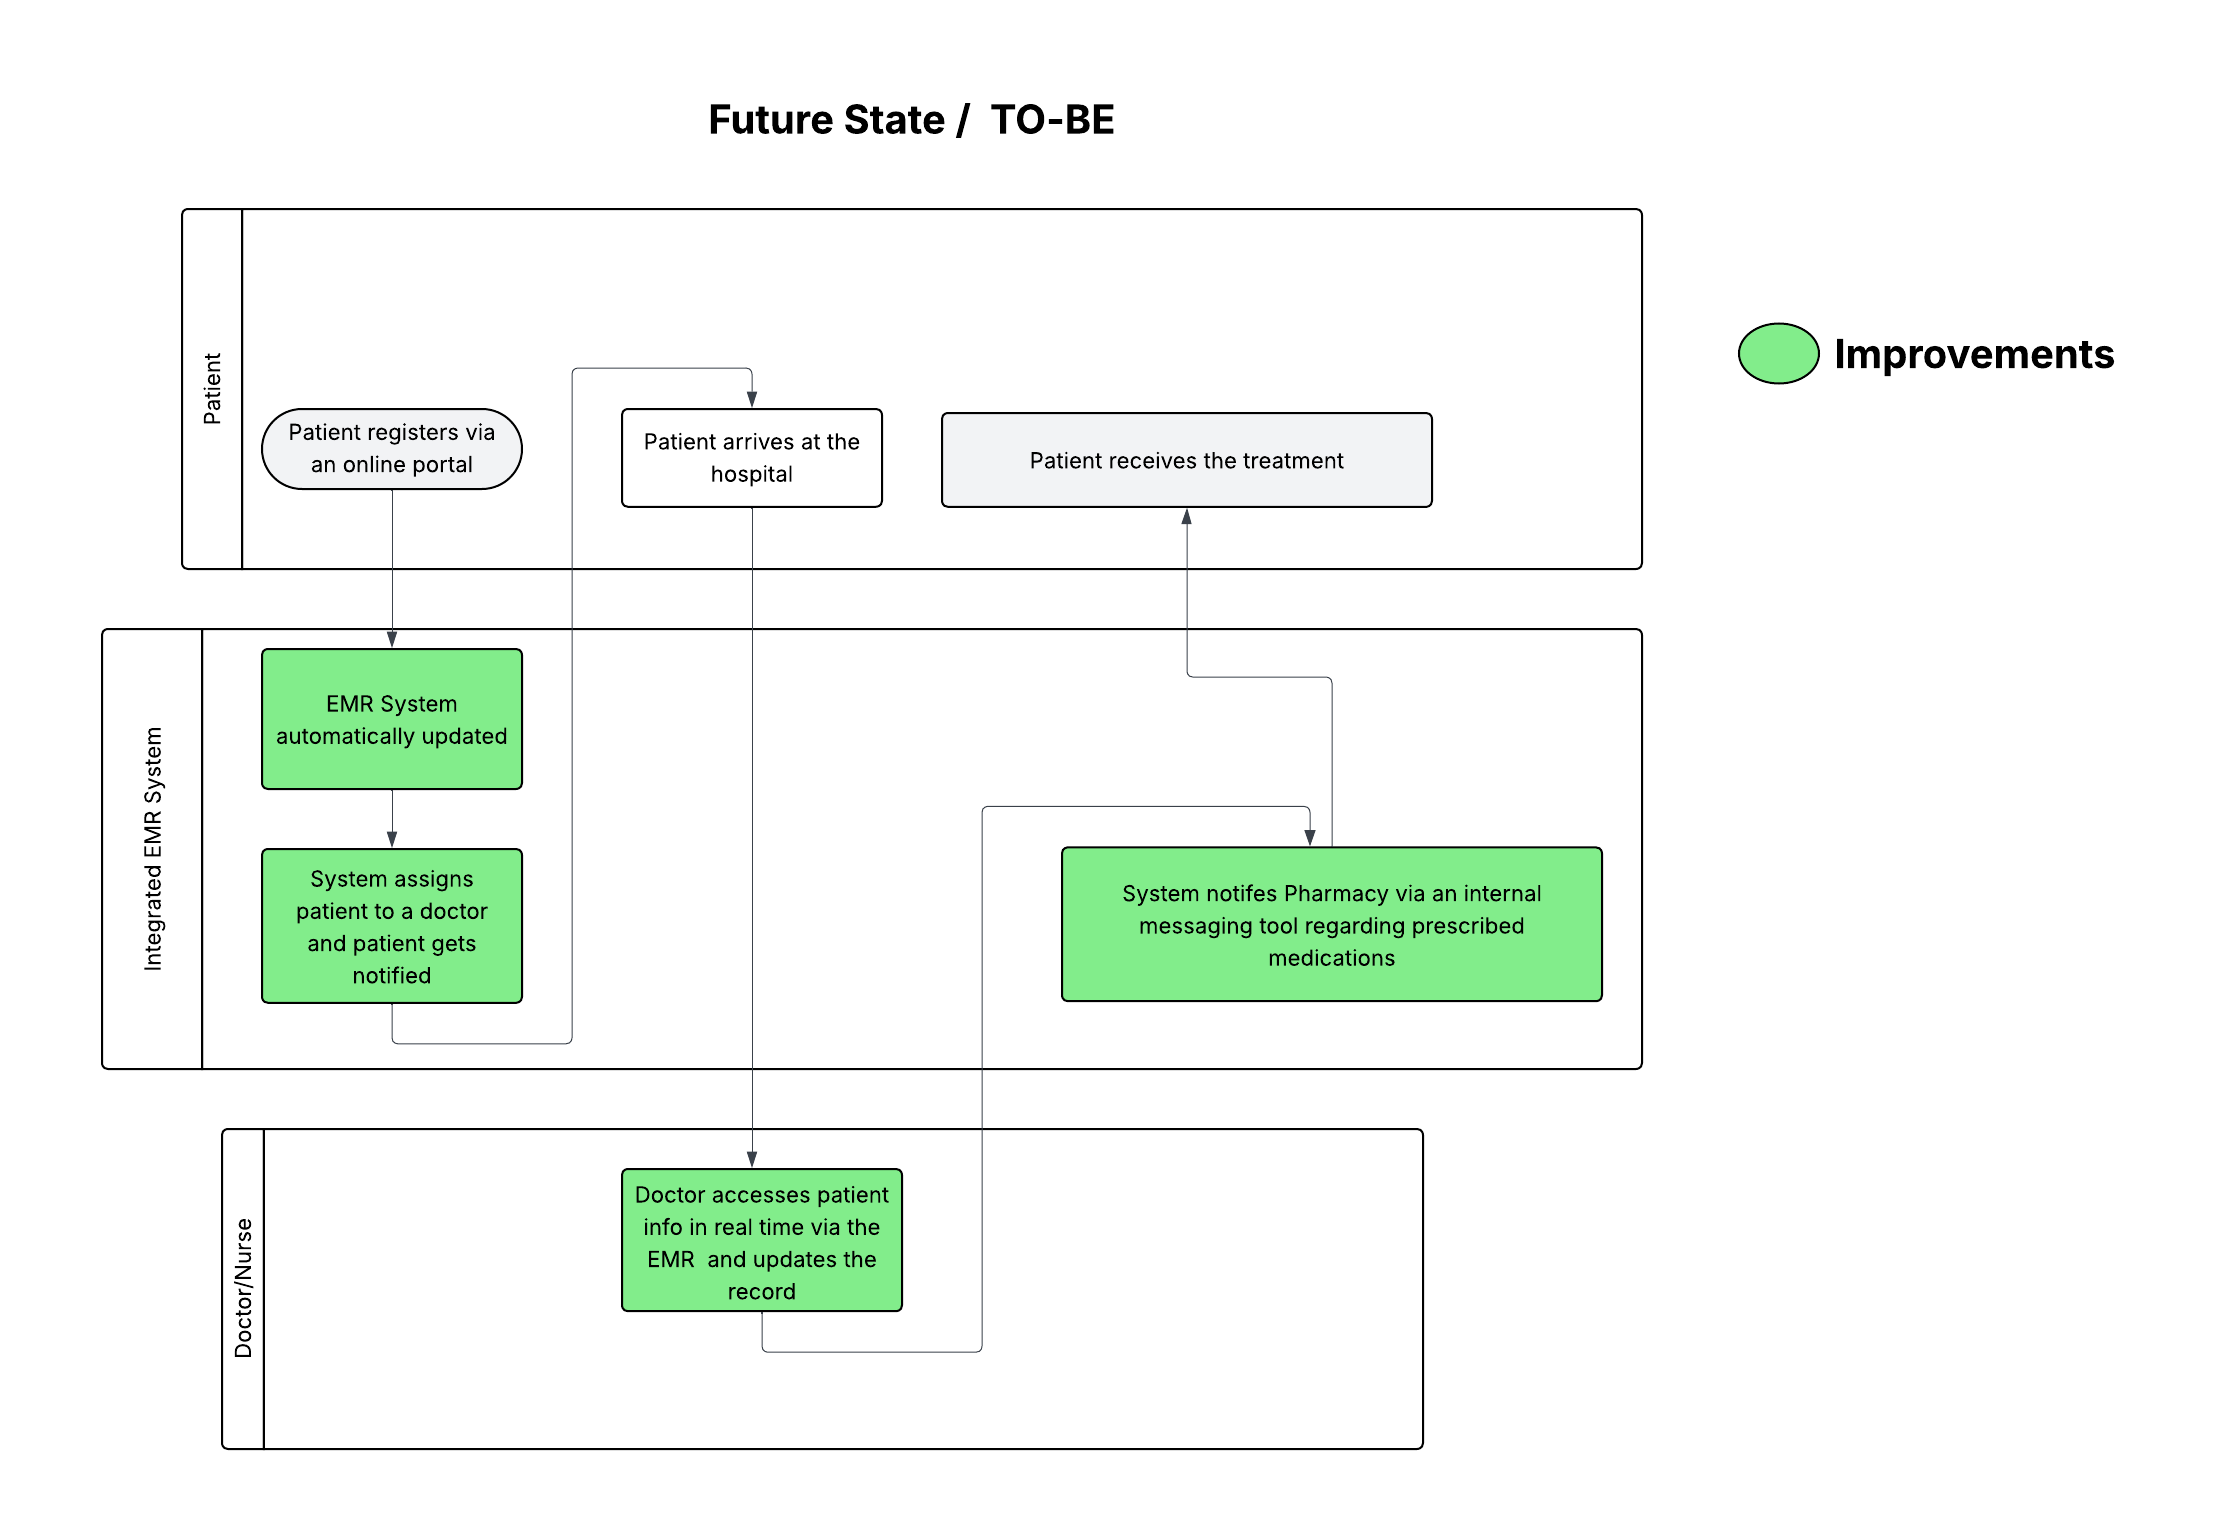 Future State /  TO-BE
Patient
Patient registers via
an online portal
Patient arrives at the
hospital
Patient receives the treatment
Improvements
Integrated EMR System
EMR System
automatically updated
System assigns
patient to a doctor
and patient gets
notified
System notifes Pharmacy via an internal
messaging tool regarding prescribed
medications
Doctor/Nurse
Doctor accesses patient
info in real time via the
EMR  and updates the
record